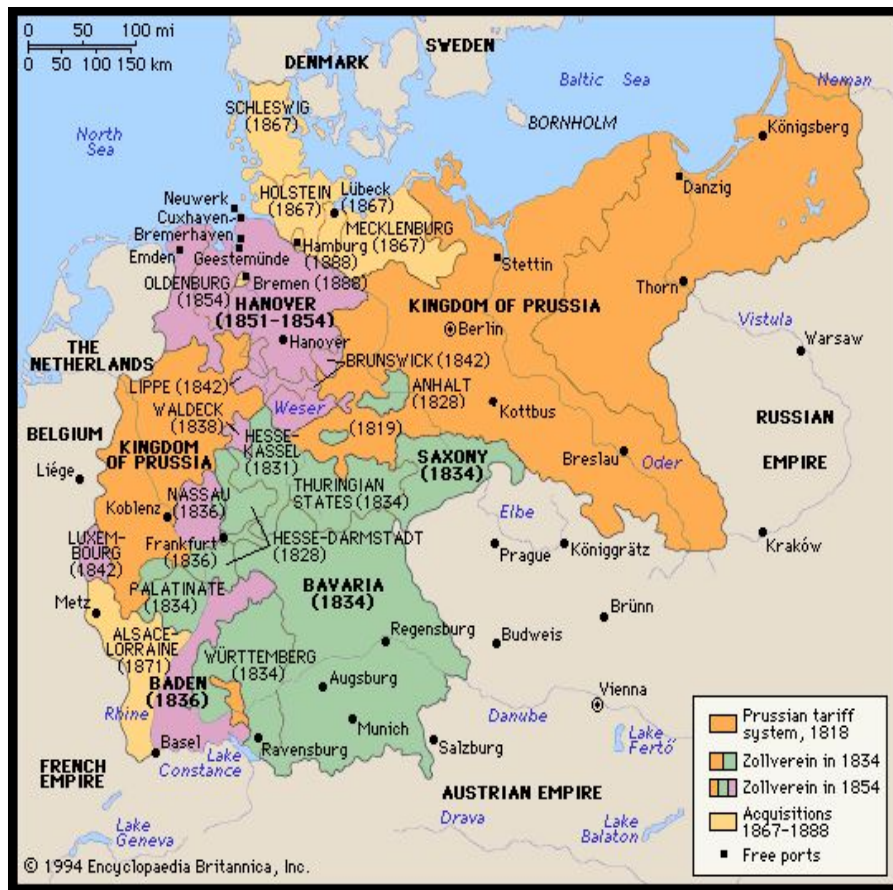 0 50 100 mi
0 50 100 150 km
SWEDEN
DENMARK
Baltic Sea
Neman
SCHLESWIG
(1867)
BORNHOLM
North
Sea
Königsberg
Neuwerk
HOLSTEIN
(1867)
Lübeck
(1867)
Danzig
Cuxhaven
MECKLENBURG
(1867)
Bremerhaven
Hamburg
(1888)
Emden
Geestemünde
Stettin
OLDENBURG
(1854)
Bremen (1888)
Thorn
HANOVER
(1851-1854)
KINGDOM OF PRUSSIA
Berlin
Vistula
Hanover
Warsaw
THE
NETHERLANDS
BRUNSWICK (1842)
LIPPE (1842)
ANHALT
(1828)
Weser
Kottbus
WALDECK
(1838)
RUSSIAN
EMPIRE
BELGIUM
(1819)
KINGDOM
OF PRUSSIA
HESSE-
KASSEL
(1831)
SAXONY
(1834)
Breslau
Oder
Liége
THURINGIAN
STATES (1834)
NASSAU
(1836)
Koblenz
Elbe
LUXEM-
BOURG
(1842)
Frankfurt
(1836)
HESSE-DARMSTADT
(1828)
Prague
Königgrätz
Kraków
PALATINATE
(1834)
BAVARIA
(1834)
Metz
Brünn
ALSACE-
LORRAINE
(1871)
Regensburg
Budweis
WÜRTTEMBERG
(1834)
BADEN
(1836)
Augsburg
Vienna
Rhine
Munich
Danube
Basel
Ravensburg
Salzburg
Lake
Fertö
Lake
Constance
FRENCH
EMPIRE
AUSTRIAN EMPIRE
Drava
Lake
Balaton
Lake
Geneva
Prussian tariff
system, 1818
Zollverein in 1834
Zollverein in 1854
Acquisitions
1867-1888
Free ports
© 1994 Encyclopaedia Britannica, Inc.